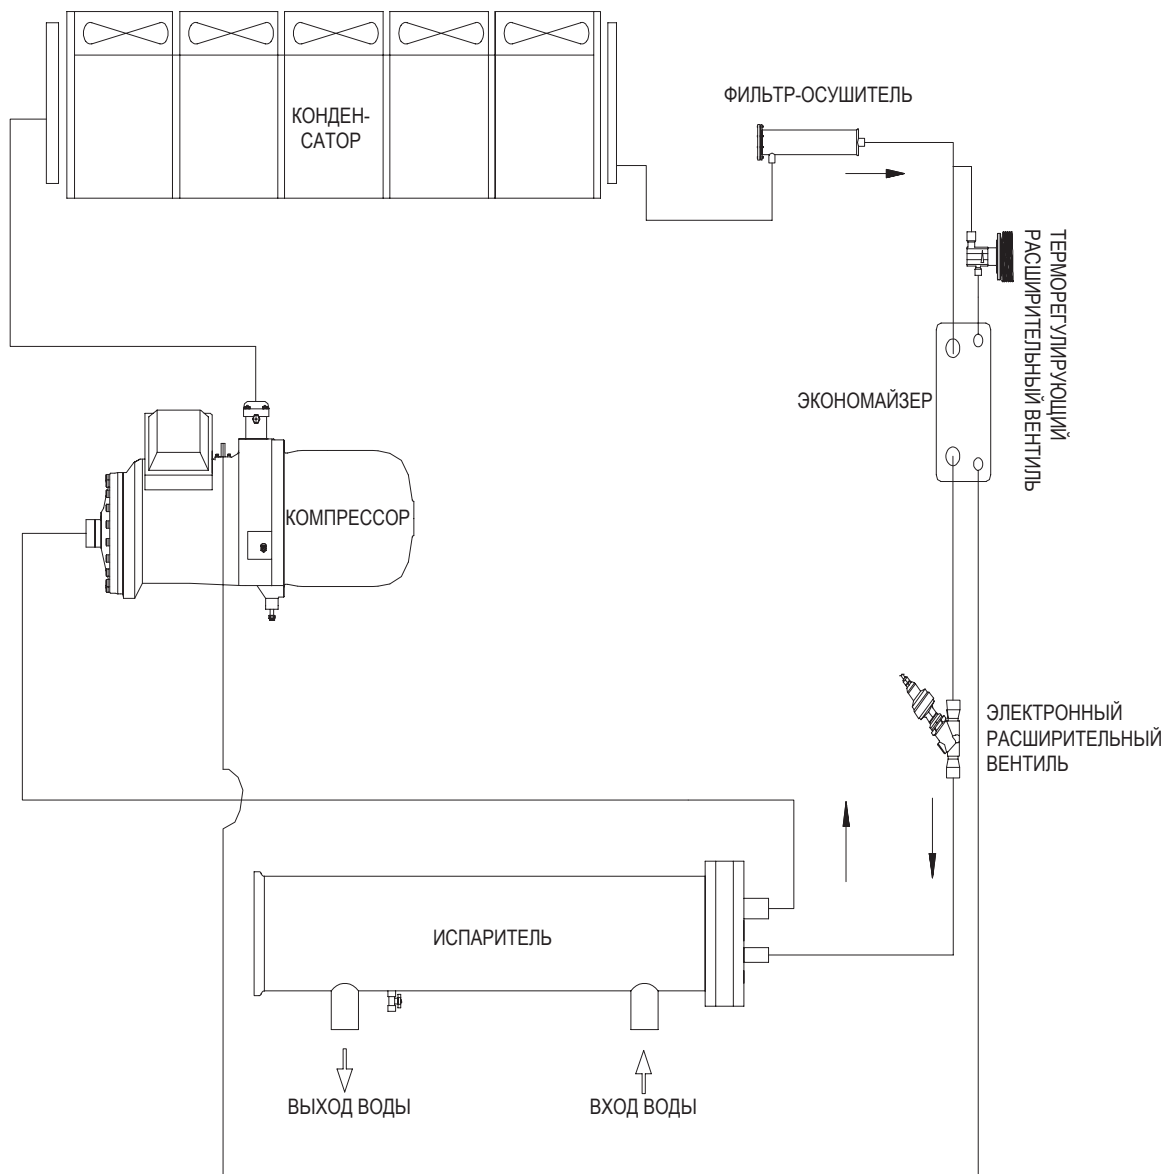 ФИЛЬТР-ОСУШИТЕЛЬ
КОНДЕН-
САТОР
ТЕРМОРЕГУЛИРУЮЩИЙ
РАСШИРИТЕЛЬНЫЙ ВЕНТИЛЬ
ЭКОНОМАЙЗЕР
КОМПРЕССОР
ЭЛЕКТРОННЫЙ
РАСШИРИТЕЛЬНЫЙ
ВЕНТИЛЬ
ИСПАРИТЕЛЬ
ВЫХОД ВОДЫ
ВХОД ВОДЫ